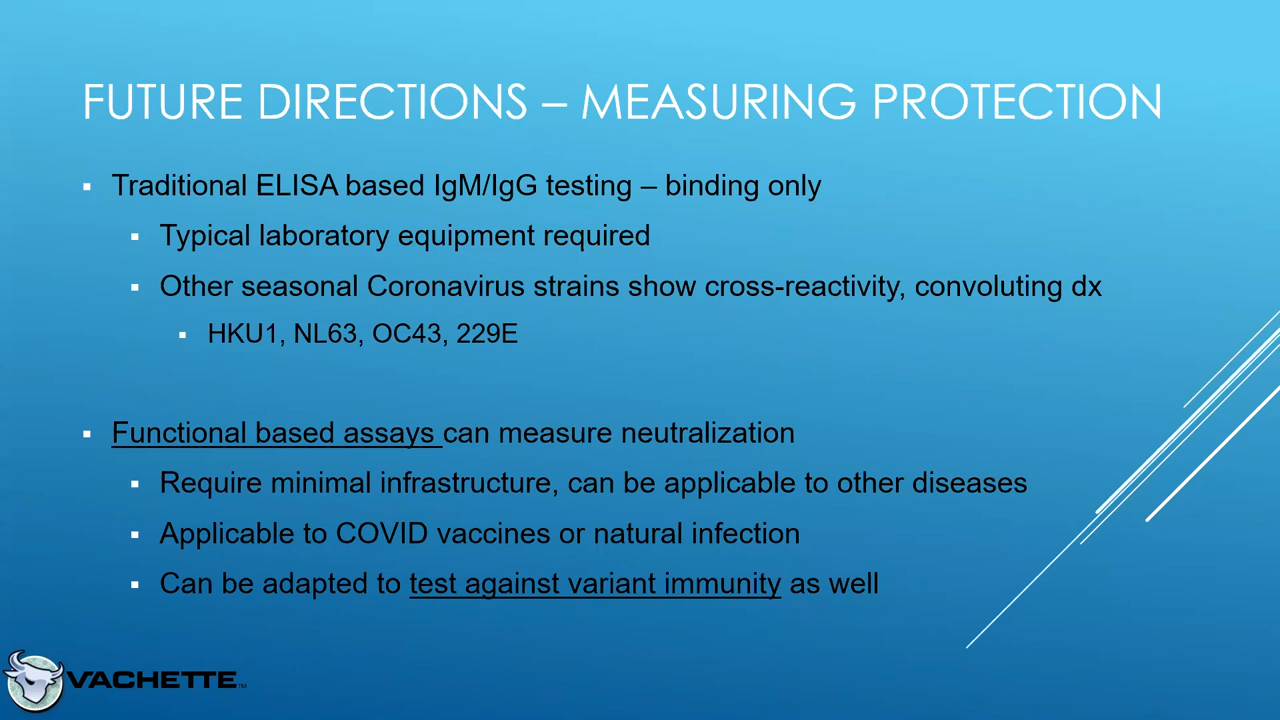 FUTURE DIRECTIONS – MEASURING PROTECTION
▪ Traditional ELISA based IgM/IgG testing – binding only
▪ Typical laboratory equipment required
▪ Other seasonal Coronavirus strains show cross-reactivity, convoluting dx
▪ HKU1, NL63, OC43, 229E
▪ Functional based assays can measure neutralization
▪ Require minimal infrastructure, can be applicable to other diseases
▪ Applicable to COVID vaccines or natural infection
▪ Can be adapted to test against variant immunity as well
VACHETTE™